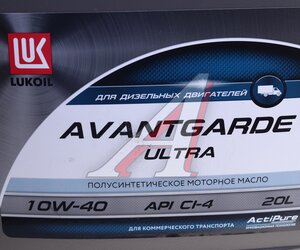 LUKOIL
ДЛЯ ДИЗЕЛЬНЫХ ДВИГАТЕЛЕЙ
AVANTGARDE
ULTRA
ПОЛУСИНТЕТИЧЕСКОЕ МОТОРНОЕ МАСЛО
10W-40 API CI-4 20L
ДЛЯ КОММЕРЧЕСКОГО ТРАНСПОРТА
ActiPure